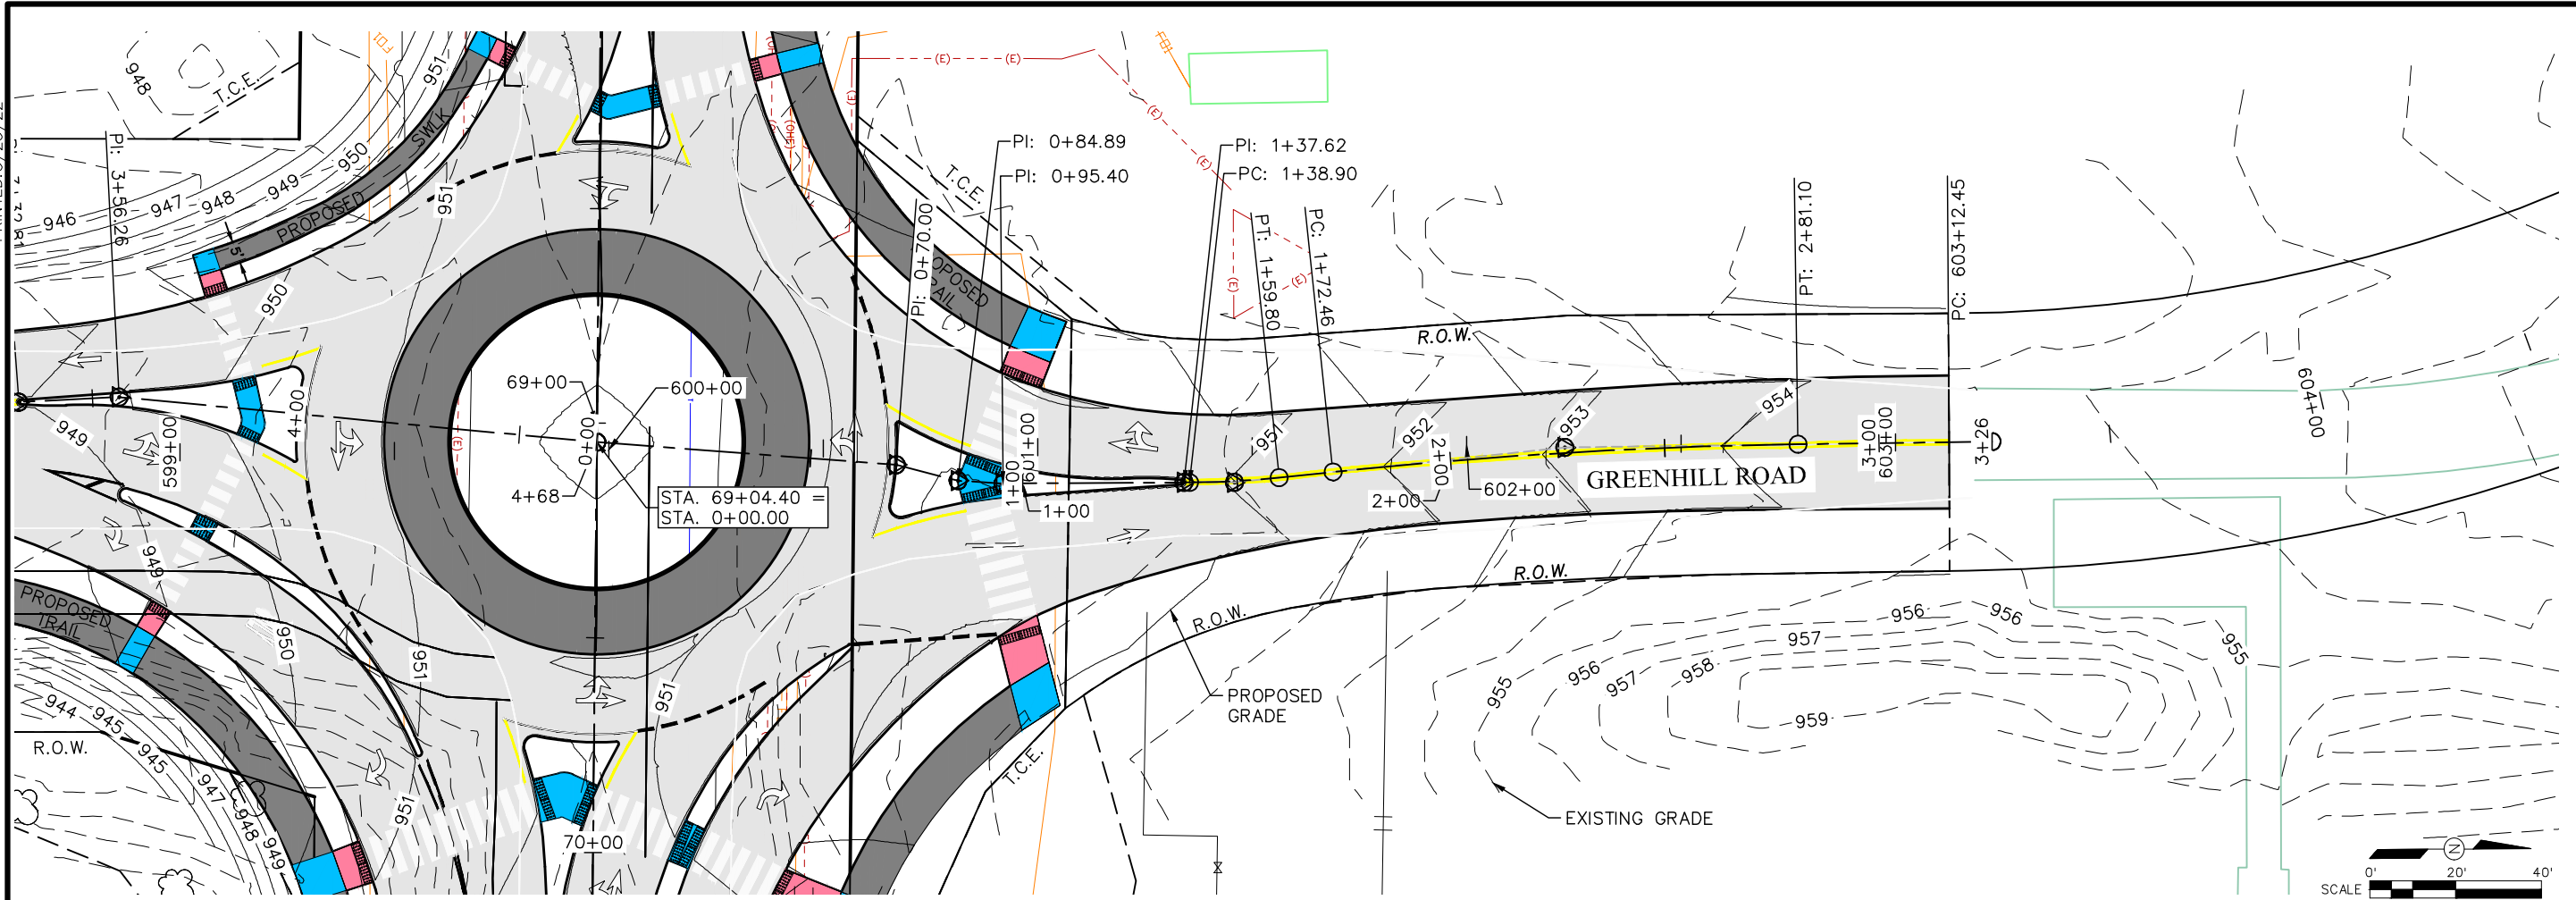 948
T.C.E.
951
FO1
PI: 3+56.26
946
947
948
949
950
951
PROPOSED
SWLK
5'
950
(E)
(E)
(E)
(E)
(E)
(OHE)
FO1
T.C.E.
PI: 0+84.89
PI: 0+95.40
PI: 0+70.00
PI: 1+37.62
PC: 1+38.90
PT: 1+59.80
PC: 1+72.46
(E)
(E)
PT: 2+81.10
PC: 603+12.45
R.O.W.
949
599+00
4+00
69+00
600+00
0+00
4+68
(E)
STA. 69+04.40 =
STA. 0+00.00
1+00
601+00
1+00
951
952
953
954
2+00
2+00
602+00
GREENHILL ROAD
3+00
603+00
3+26
604+00
949
950
951
951
951
PROPOSED
TRAIL
944
945
945
947
948
949
R.O.W.
70+00
R.O.W.
R.O.W.
T.C.E.
PROPOSED
GRADE
EXISTING GRADE
955
956
957
958
959
956
957
956
956
955
N
SCALE
0'
20'
40'